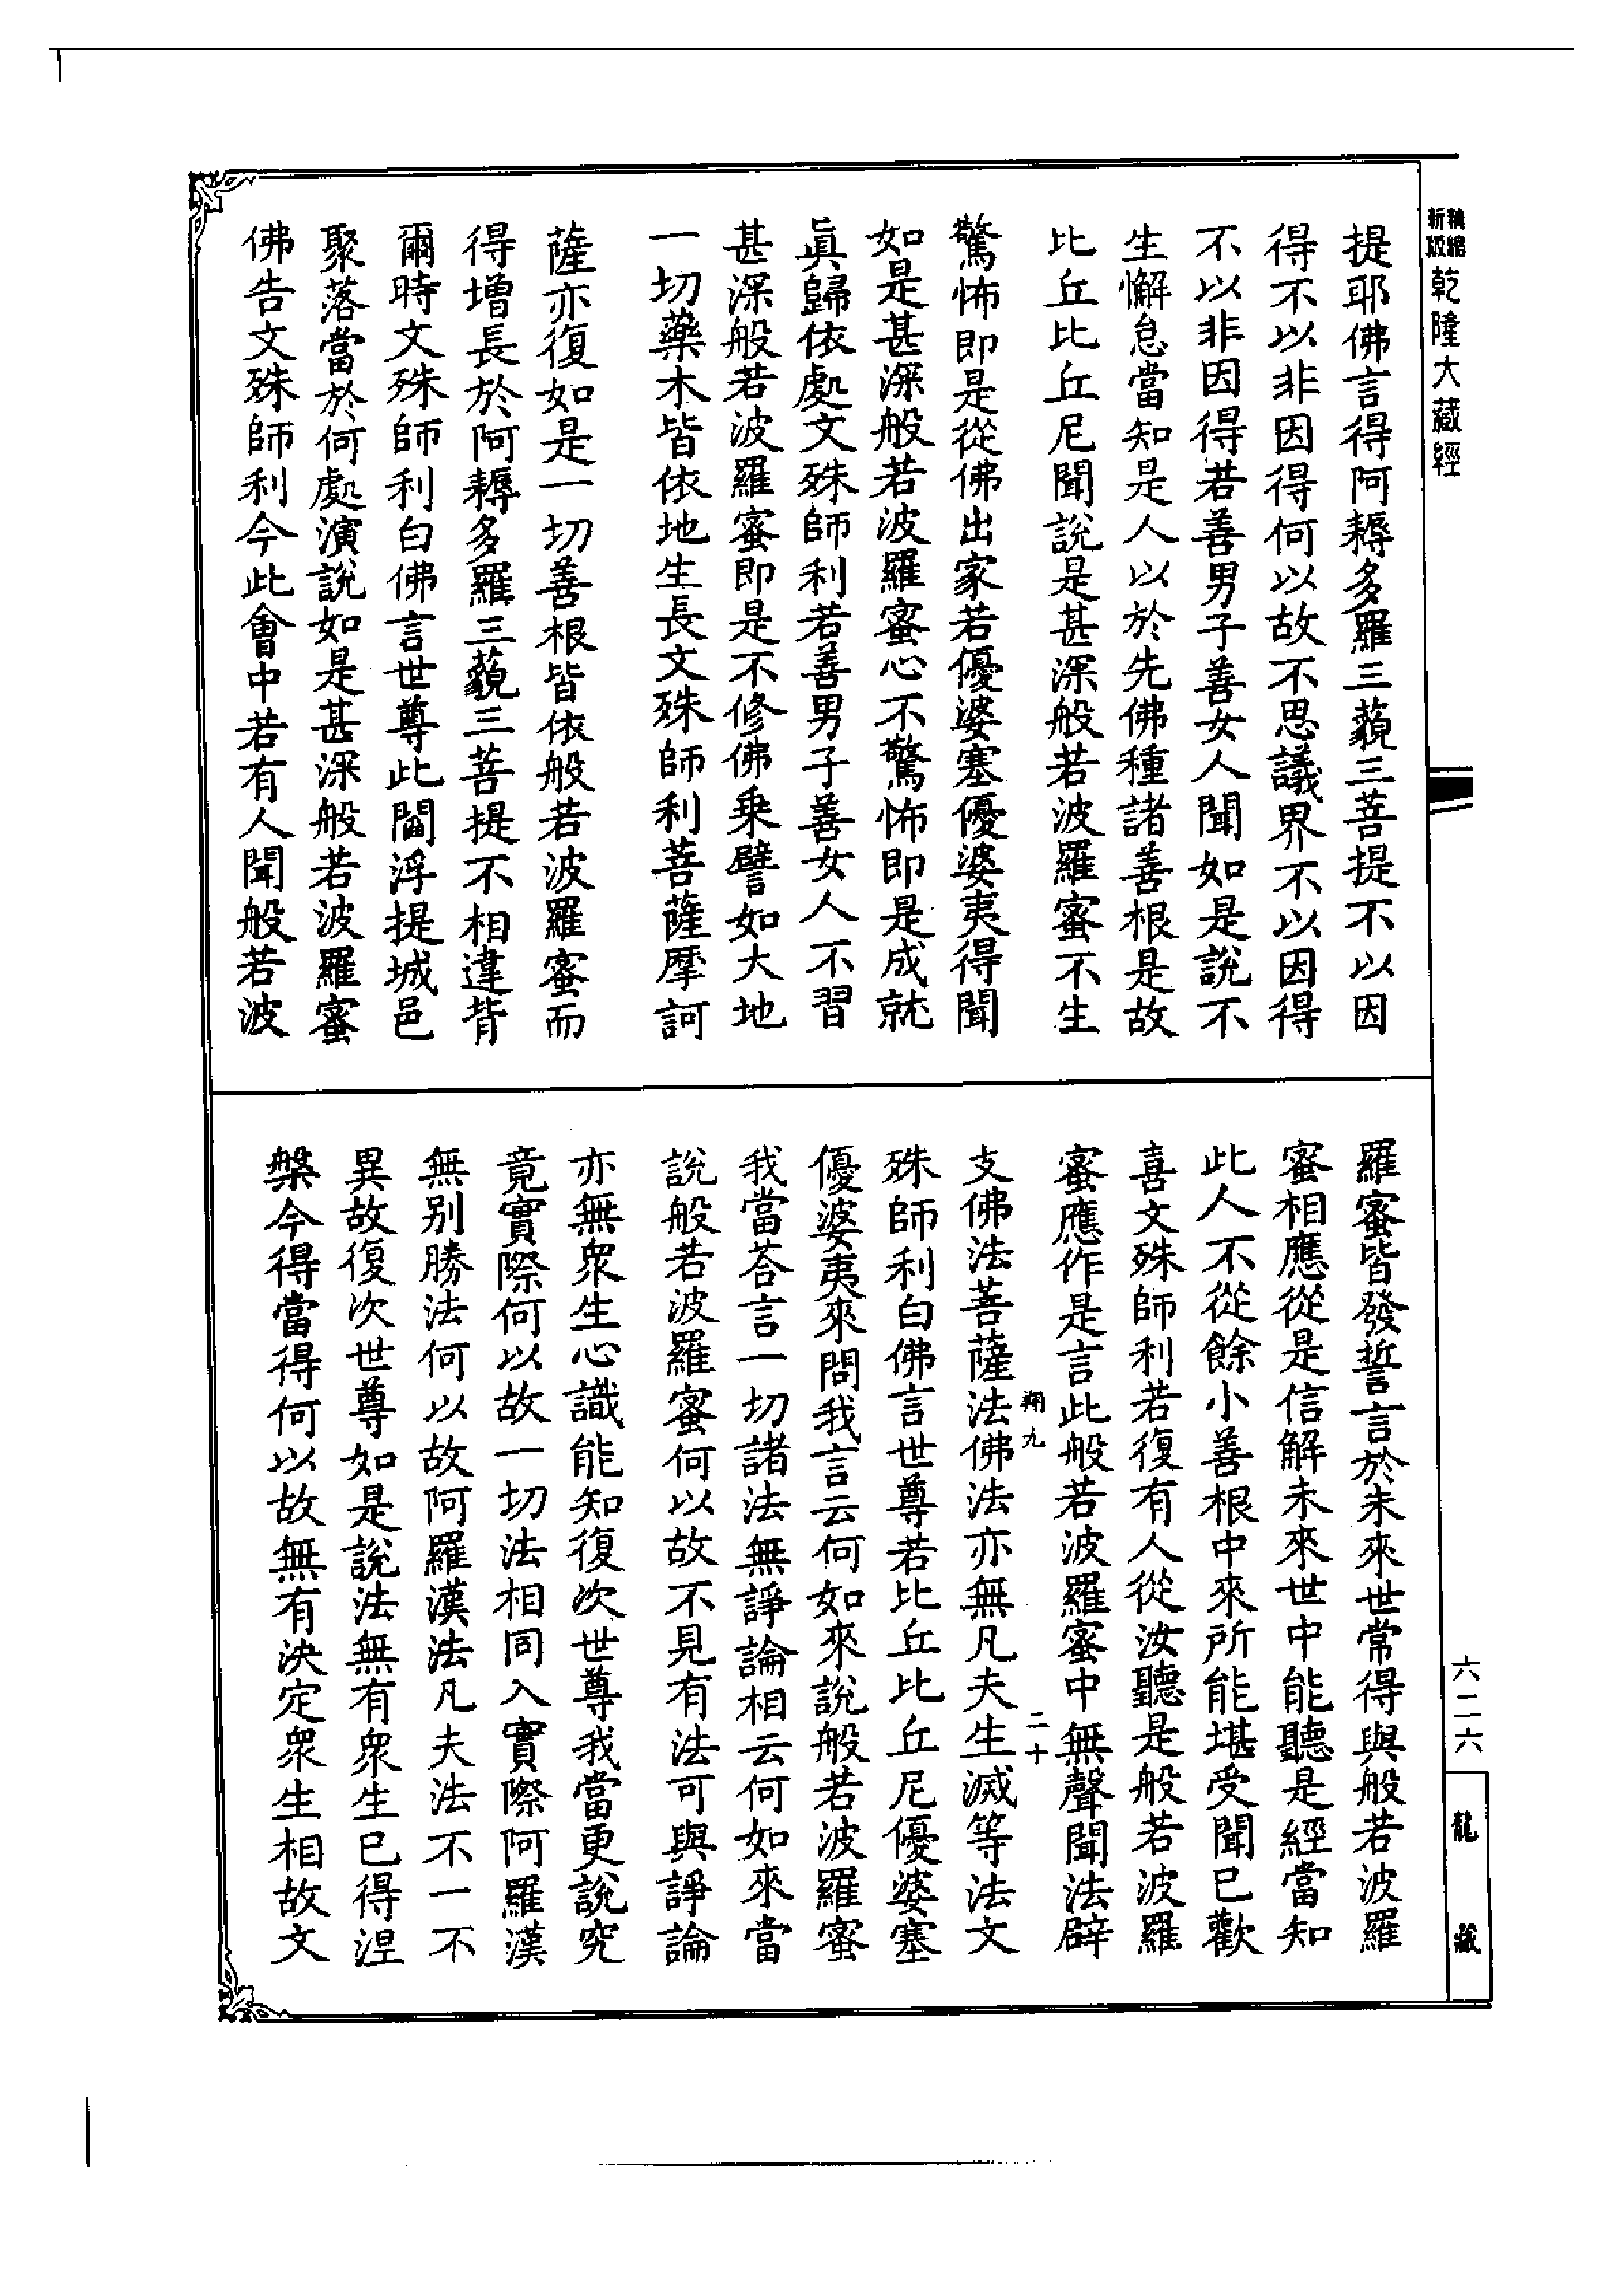 精縮
新版
乾隆大藏經
提耶佛言得阿耨多羅三藐三菩提不以因
得不以非因得何以故不思議界不以因得
不以非因得若善男子善女人聞如是說不
生懈怠當知是人以於先佛種諸善根是故
比丘比丘尼聞說是甚深般若波羅蜜不生
驚怖即是從佛出家若優婆塞優婆夷得聞
如是甚深般若波羅蜜心不驚怖即是成就
眞歸依處文殊師利若善男子善女人不習
甚深般若波羅蜜即是不修佛乗譬如大地
一切藥木皆依地生長文殊師利菩薩摩訶
薩亦復如是一切善根皆依般若波羅蜜而
得增長於阿耨多羅三藐三菩提不相違背
爾時文殊師利白佛言世尊此閻浮提城邑
聚落當於何處演說如是甚深般若波羅蜜
佛告文殊師利今此會中若有人聞般若波
羅蜜皆發誓言於未來世常得與般若波羅
蜜相應從是信解未來世中能聽是經當知
此人不從餘小善根中來所能堪受聞已歡
喜文殊師利若復有人從汝聽是般若波羅
蜜應作是言此般若波羅蜜中無聲聞法辟
翔九
二十
支佛法菩薩法佛法亦無凡夫生滅等法文
殊師利白佛言世尊若比丘比丘尼優婆塞
優婆夷來問我言云何如來說般若波羅蜜
我當荅言一切諸法無諍論相云何如來當
說般若波羅蜜何以故不見有法可與諍論
亦無衆生心識能知復次世尊我當更說究
竟實際何以故一切法相同入實際阿羅漢
無別勝法何以故阿羅漢法凡夫法不一不
異故復次世尊如是說法無有衆生已得涅
槃今得當得何以故無有决定衆生相故文
六二六
龍藏